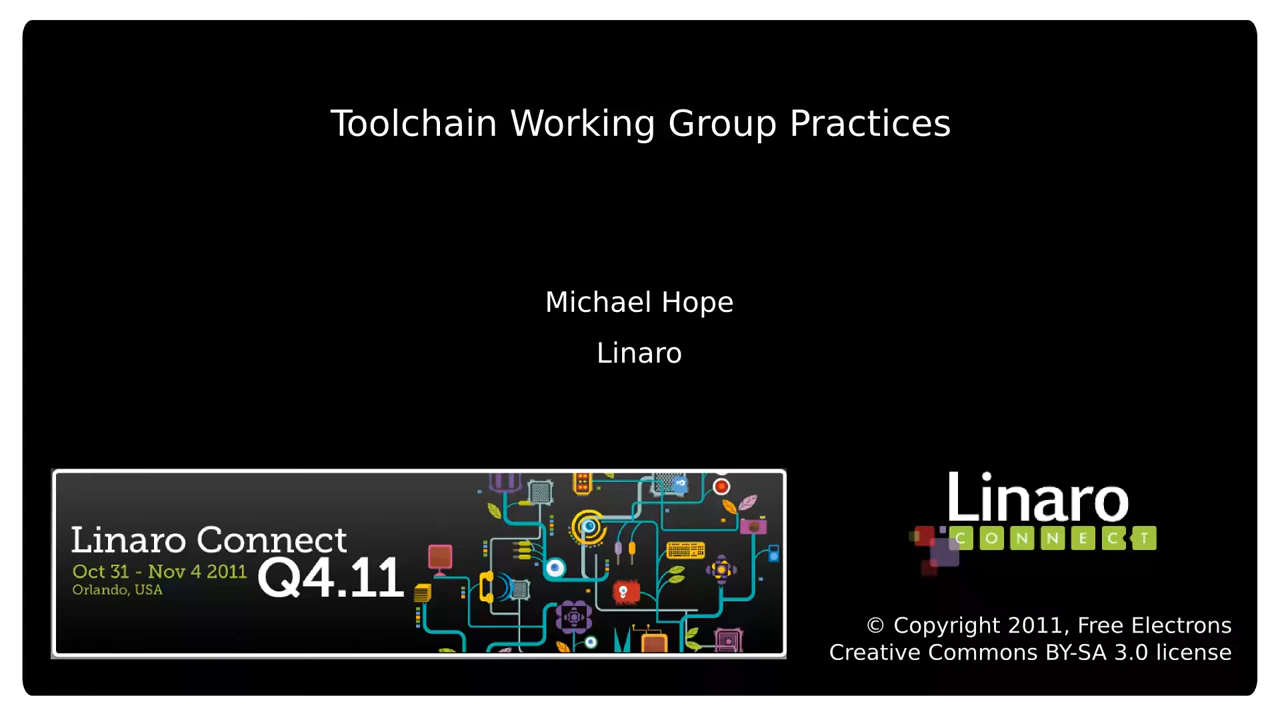 Toolchain Working Group Practices
Michael Hope
Linaro
Linaro Connect
Oct 31 - Nov 4 2011
Orlando, USA
Q4.11
Linaro
CONNECT
© Copyright 2011, Free Electrons
Creative Commons BY-SA 3.0 license